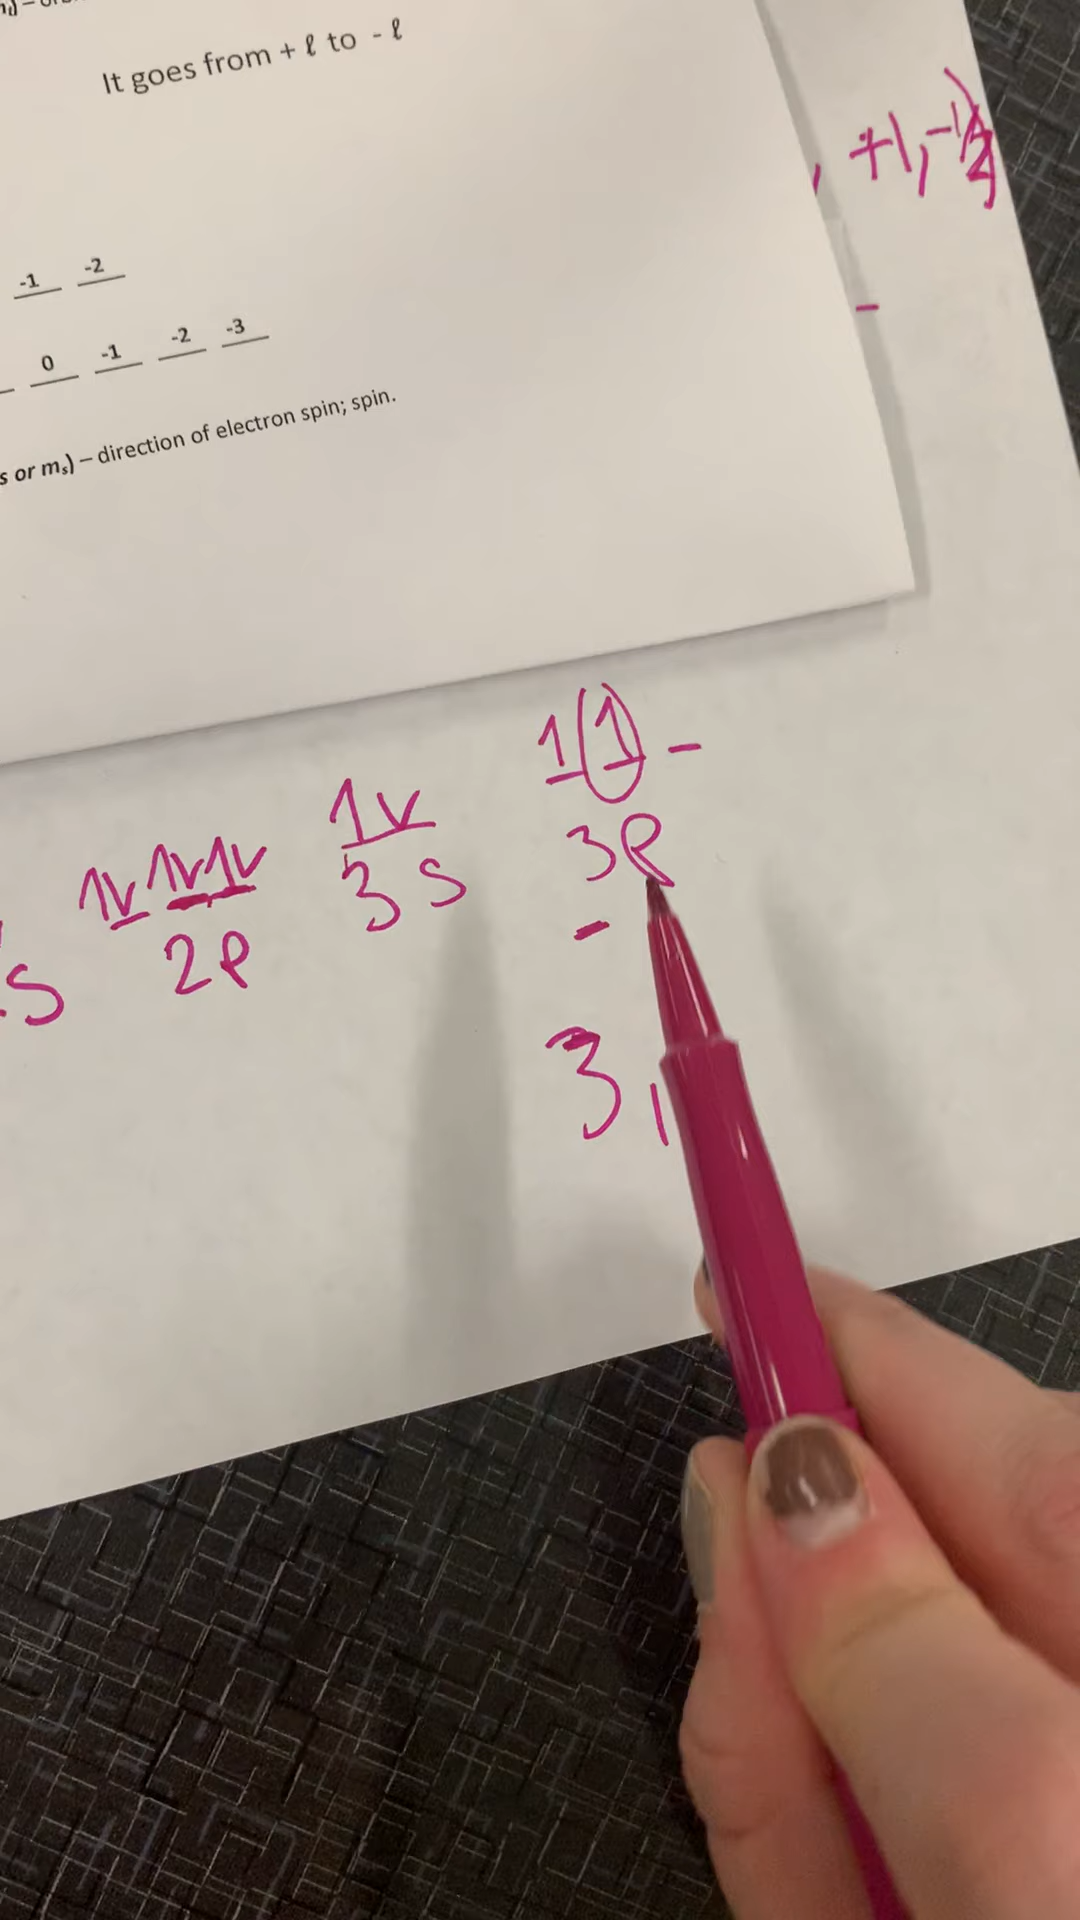 It goes from + ℓ to - ℓ
, +1, -½)
-1 -2
0 -1 -2 -3
s or mₛ) – direction of electron spin; spin.
1 (1) -
1v 1v 1v 1v
S 2p 3s 3p
3,